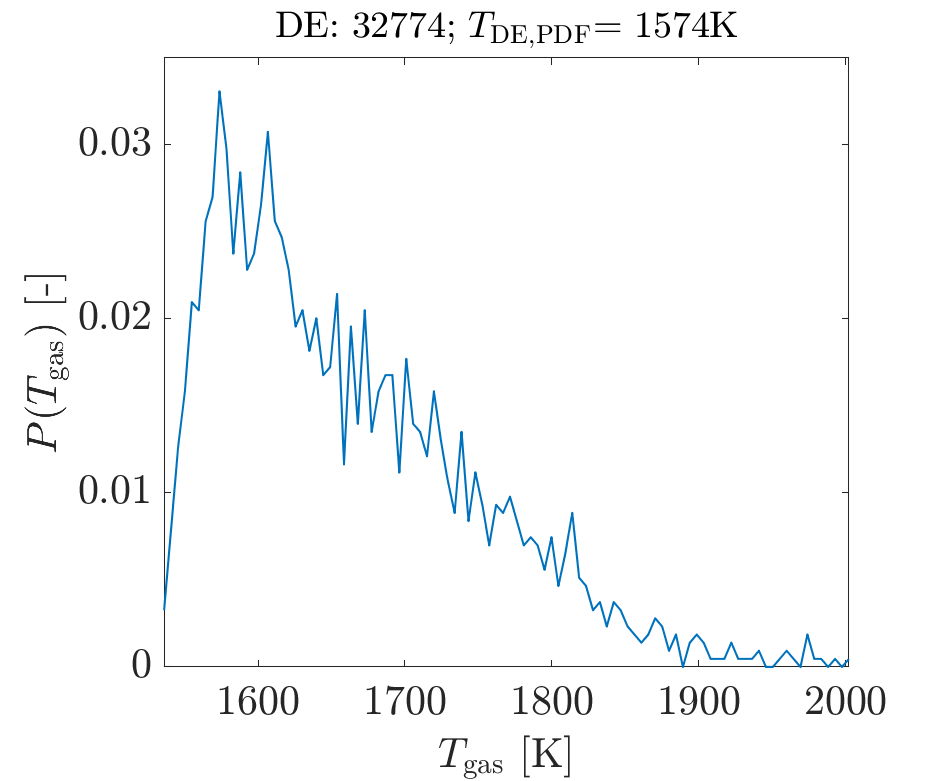 DE: 32774; T_DE,PDF= 1574K
0.03
0.02
0.01
0
P(T_gas) [-]
1600 1700 1800 1900 2000
T_gas [K]